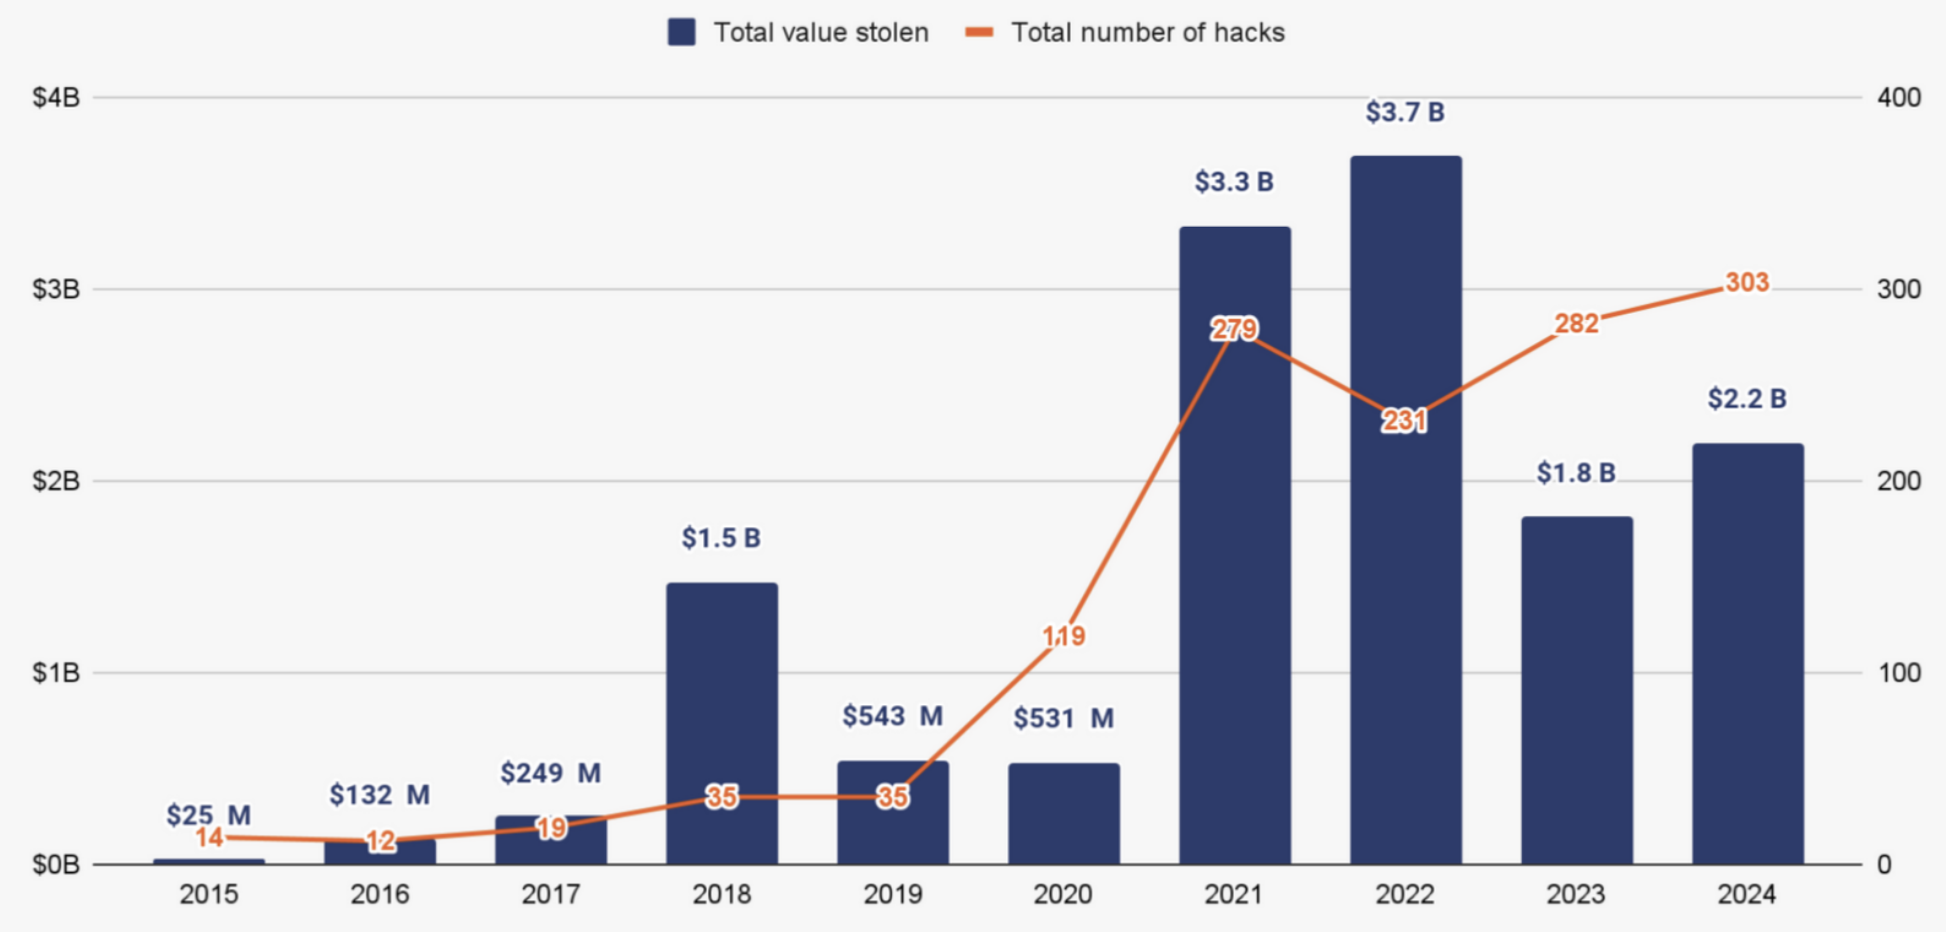 Total value stolen Total number of hacks
$4B
$3B
$2B
$1B
$0B
400
300
200
100
0
$25 M
$132 M
$249 M
$1.5 B
$543 M
$531 M
$3.3 B
$3.7 B
$1.8 B
$2.2 B
14
12
19
35
35
119
279
231
282
303
2015 2016 2017 2018 2019 2020 2021 2022 2023 2024